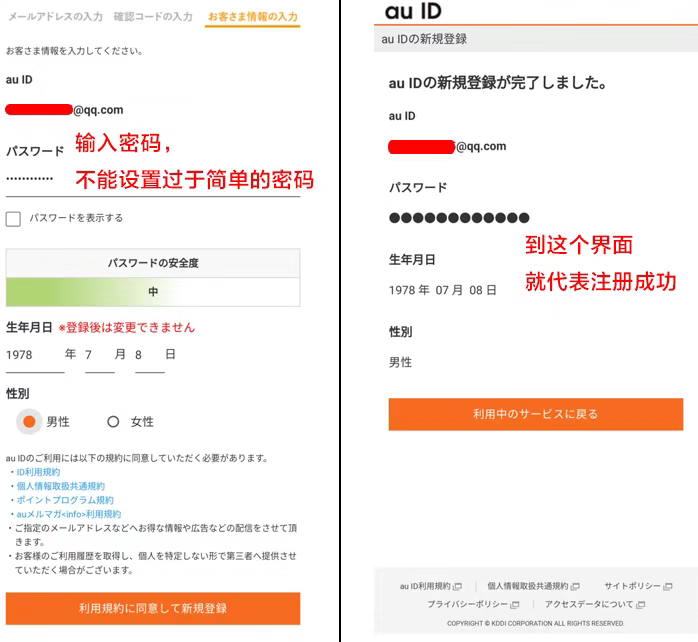 メールアドレスの入力 確認コードの入力 お客さま情報の入力
お客さま情報を入力してください。
au ID
@qq.com
パスワード
输入密码，
不能设置过于简单的密码
••••••••••••
パスワードを表示する
パスワードの安全度
中
生年月日 ※登録後は変更できません
1978 年 7 月 8 日
性別
男性 女性
au IDのご利用には以下の規約に同意していただく必要があります。
・ID利用規約
・個人情報取扱共通規約
・ポイントプログラム規約
・auメルマガ<info>利用規約
・ご指定のメールアドレスなどへお得な情報や広告などの配信をさせて頂
きます。
・お客様のご利用履歴を取得し、個人を特定しない形で第三者へ提供させ
ていただく場合がございます。
利用規約に同意して新規登録
au ID
au IDの新規登録
au IDの新規登録が完了しました。
au ID
@qq.com
パスワード
●●●●●●●●●●●●
到这个界面
就代表注册成功
生年月日
1978 年 07 月 08 日
性別
男性
利用中のサービスに戻る
au ID利用規約 個人情報取扱共通規約 サイトポリシー
プライバシーポリシー アクセスデータについて
COPYRIGHT © KDDI CORPORATION ALL RIGHTS RESERVED.